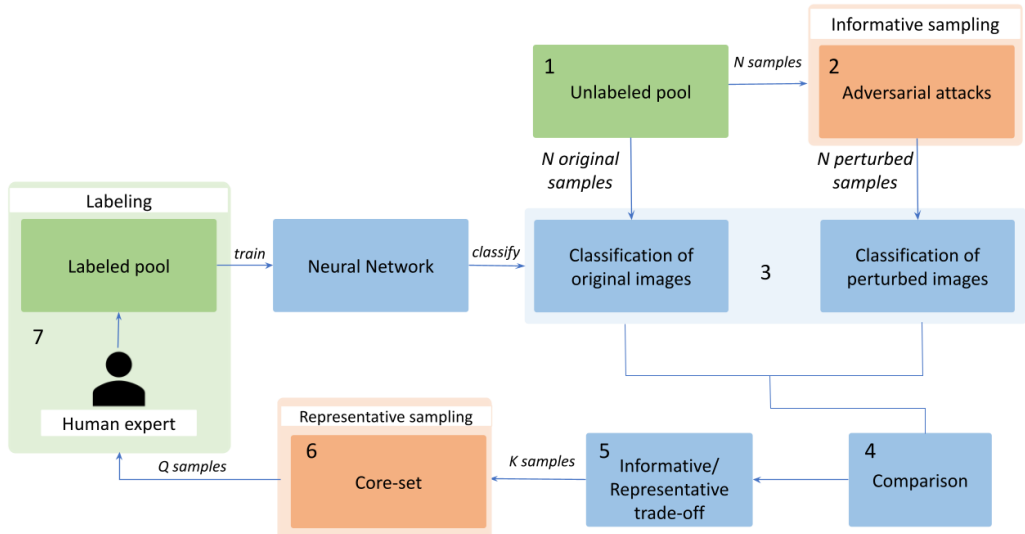 Informative sampling
1
Unlabeled pool
N samples
2
Adversarial attacks
N original
samples
N perturbed
samples
Labeling
Labeled pool
train
Neural Network
classify
Classification of
original images
3
Classification of
perturbed images
7
Human expert
Q samples
Representative sampling
6
Core-set
K samples
5
Informative/
Representative
trade-off
4
Comparison